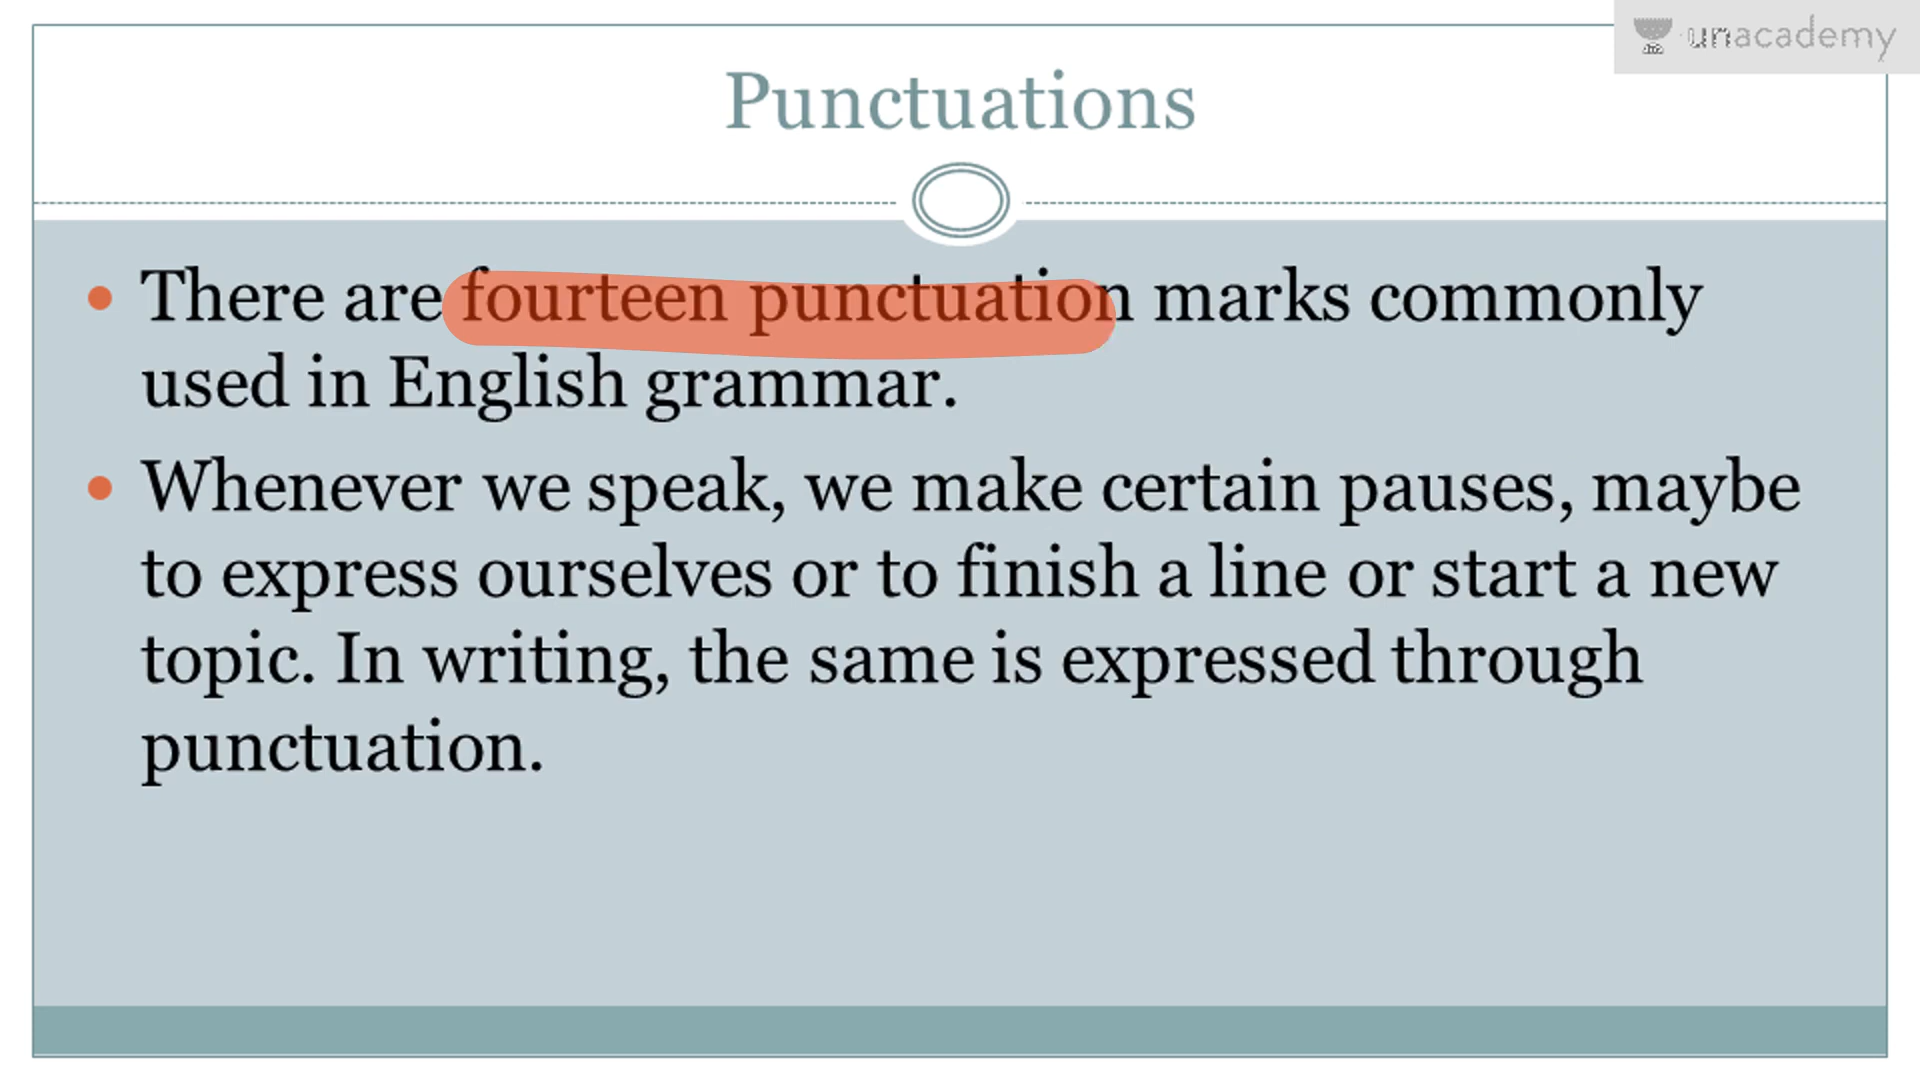 unacademy
Punctuations
There are fourteen punctuation marks commonly
used in English grammar.
Whenever we speak, we make certain pauses, maybe
to express ourselves or to finish a line or start a new
topic. In writing, the same is expressed through
punctuation.